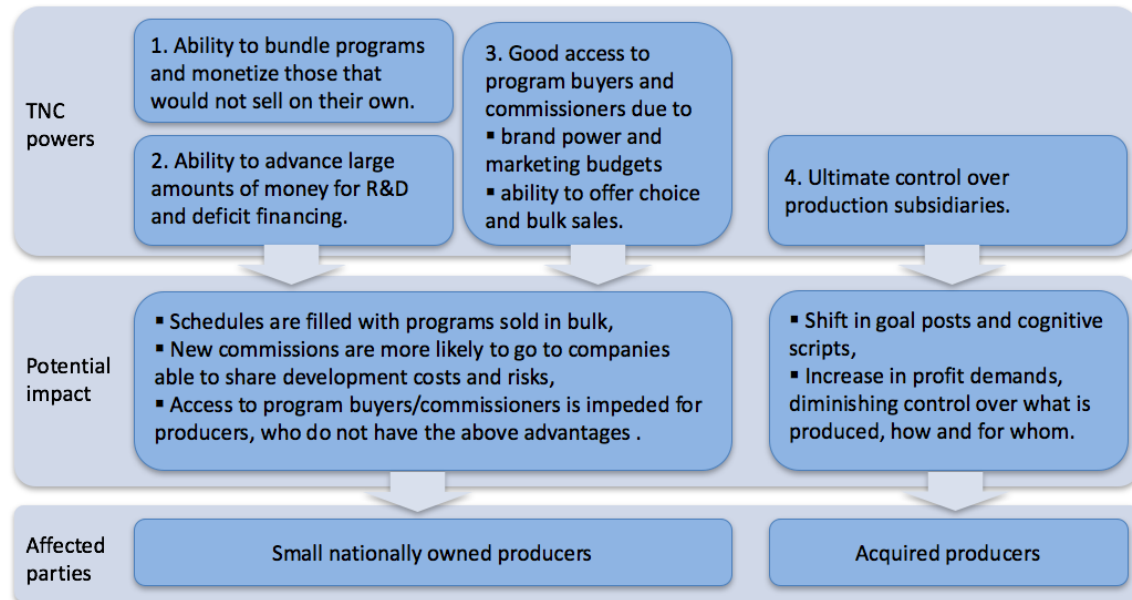 TNC
powers
1. Ability to bundle programs
and monetize those that
would not sell on their own.
2. Ability to advance large
amounts of money for R&D
and deficit financing.
3. Good access to
program buyers and
commissioners due to
▪ brand power and
marketing budgets
▪ ability to offer choice
and bulk sales.
4. Ultimate control over
production subsidiaries.
Potential
impact
▪ Schedules are filled with programs sold in bulk,
▪ New commissions are more likely to go to companies
able to share development costs and risks,
▪ Access to program buyers/commissioners is impeded for
producers, who do not have the above advantages .
▪ Shift in goal posts and cognitive
scripts,
▪ Increase in profit demands,
diminishing control over what is
produced, how and for whom.
Affected
parties
Small nationally owned producers
Acquired producers